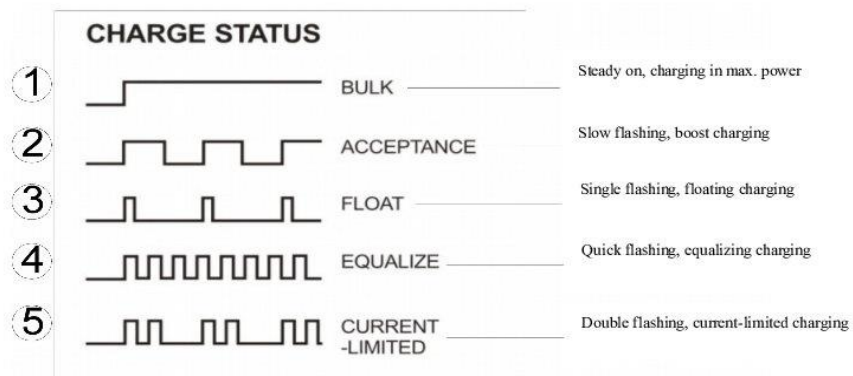 CHARGE STATUS
1 BULK Steady on, charging in max. power
2 ACCEPTANCE Slow flashing, boost charging
3 FLOAT Single flashing, floating charging
4 EQUALIZE Quick flashing, equalizing charging
5 CURRENT Double flashing, current-limited charging
-LIMITED